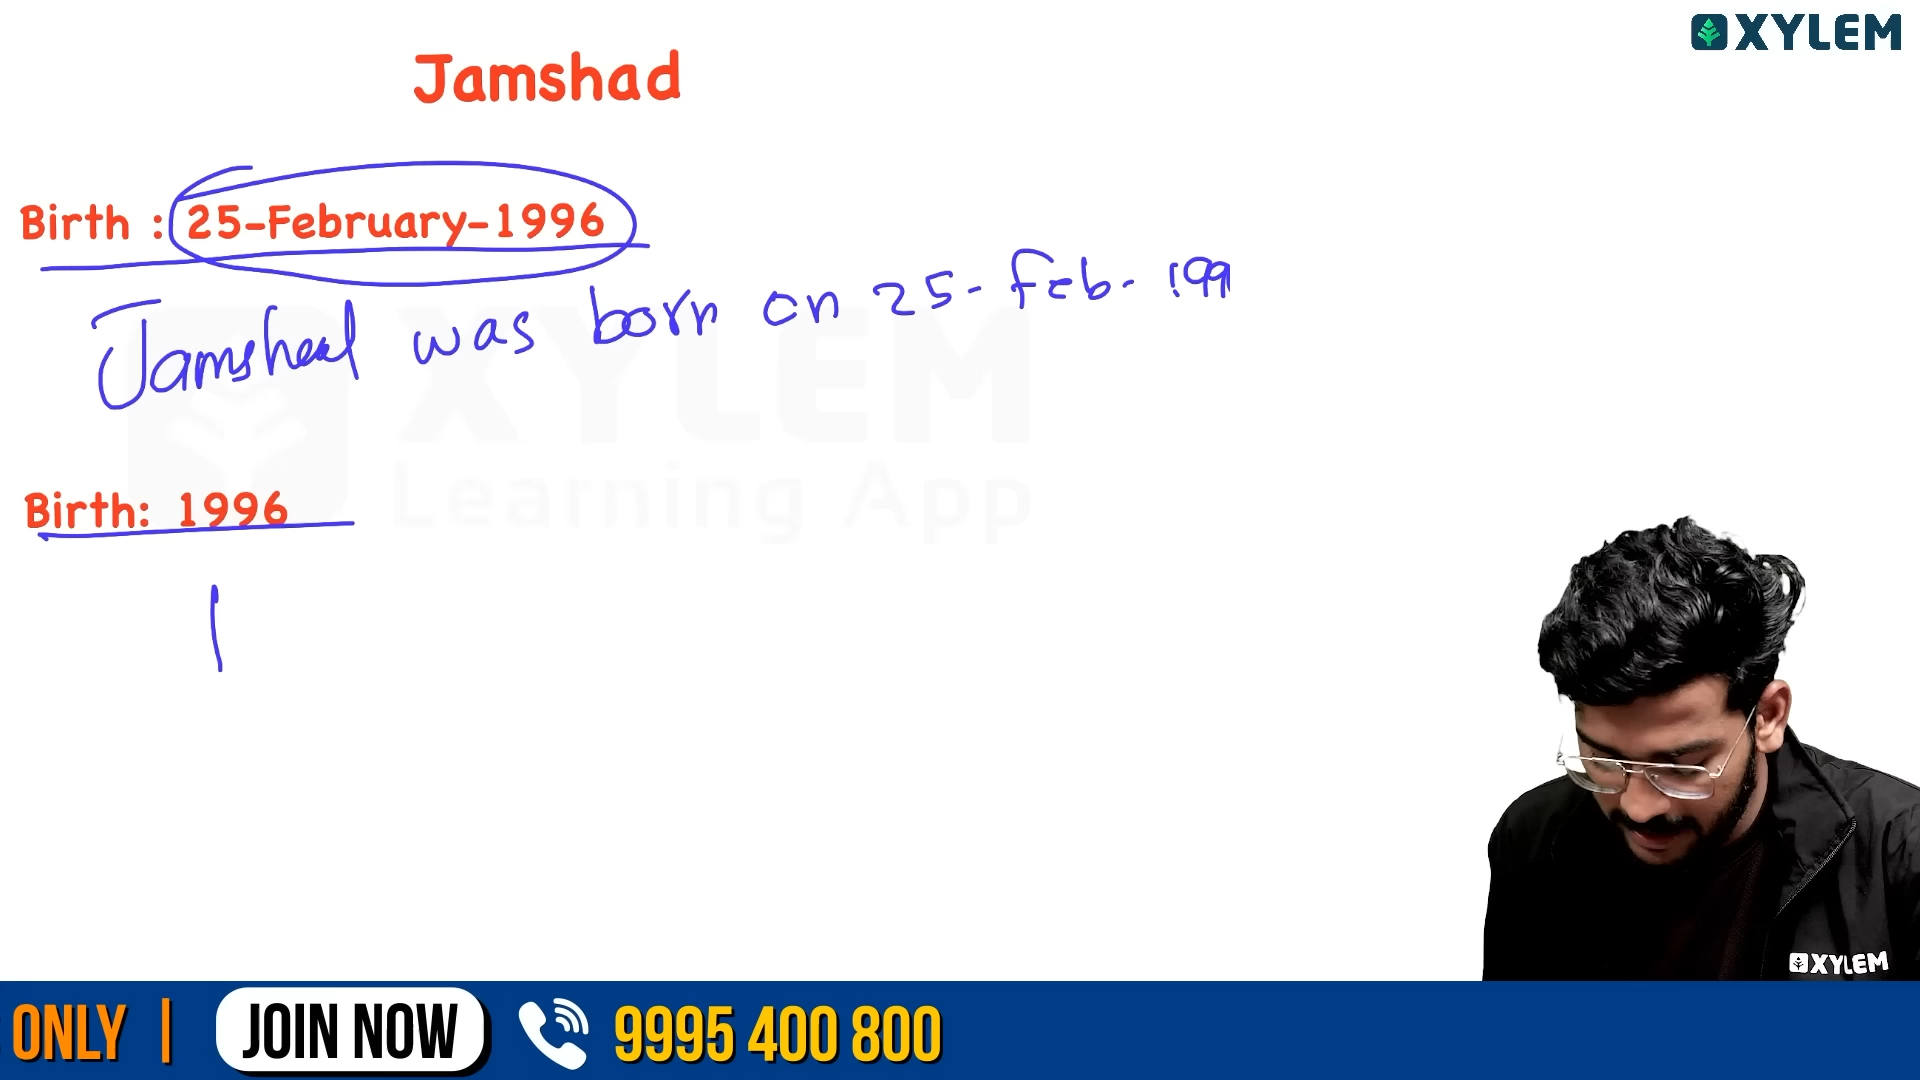 XYLEM
Jamshad
Birth : 25-February-1996
Jamshad was born on 25-Feb-199
Birth: 1996
XYLEM
Learning App
XYLEM
ONLY | JOIN NOW 9995 400 800